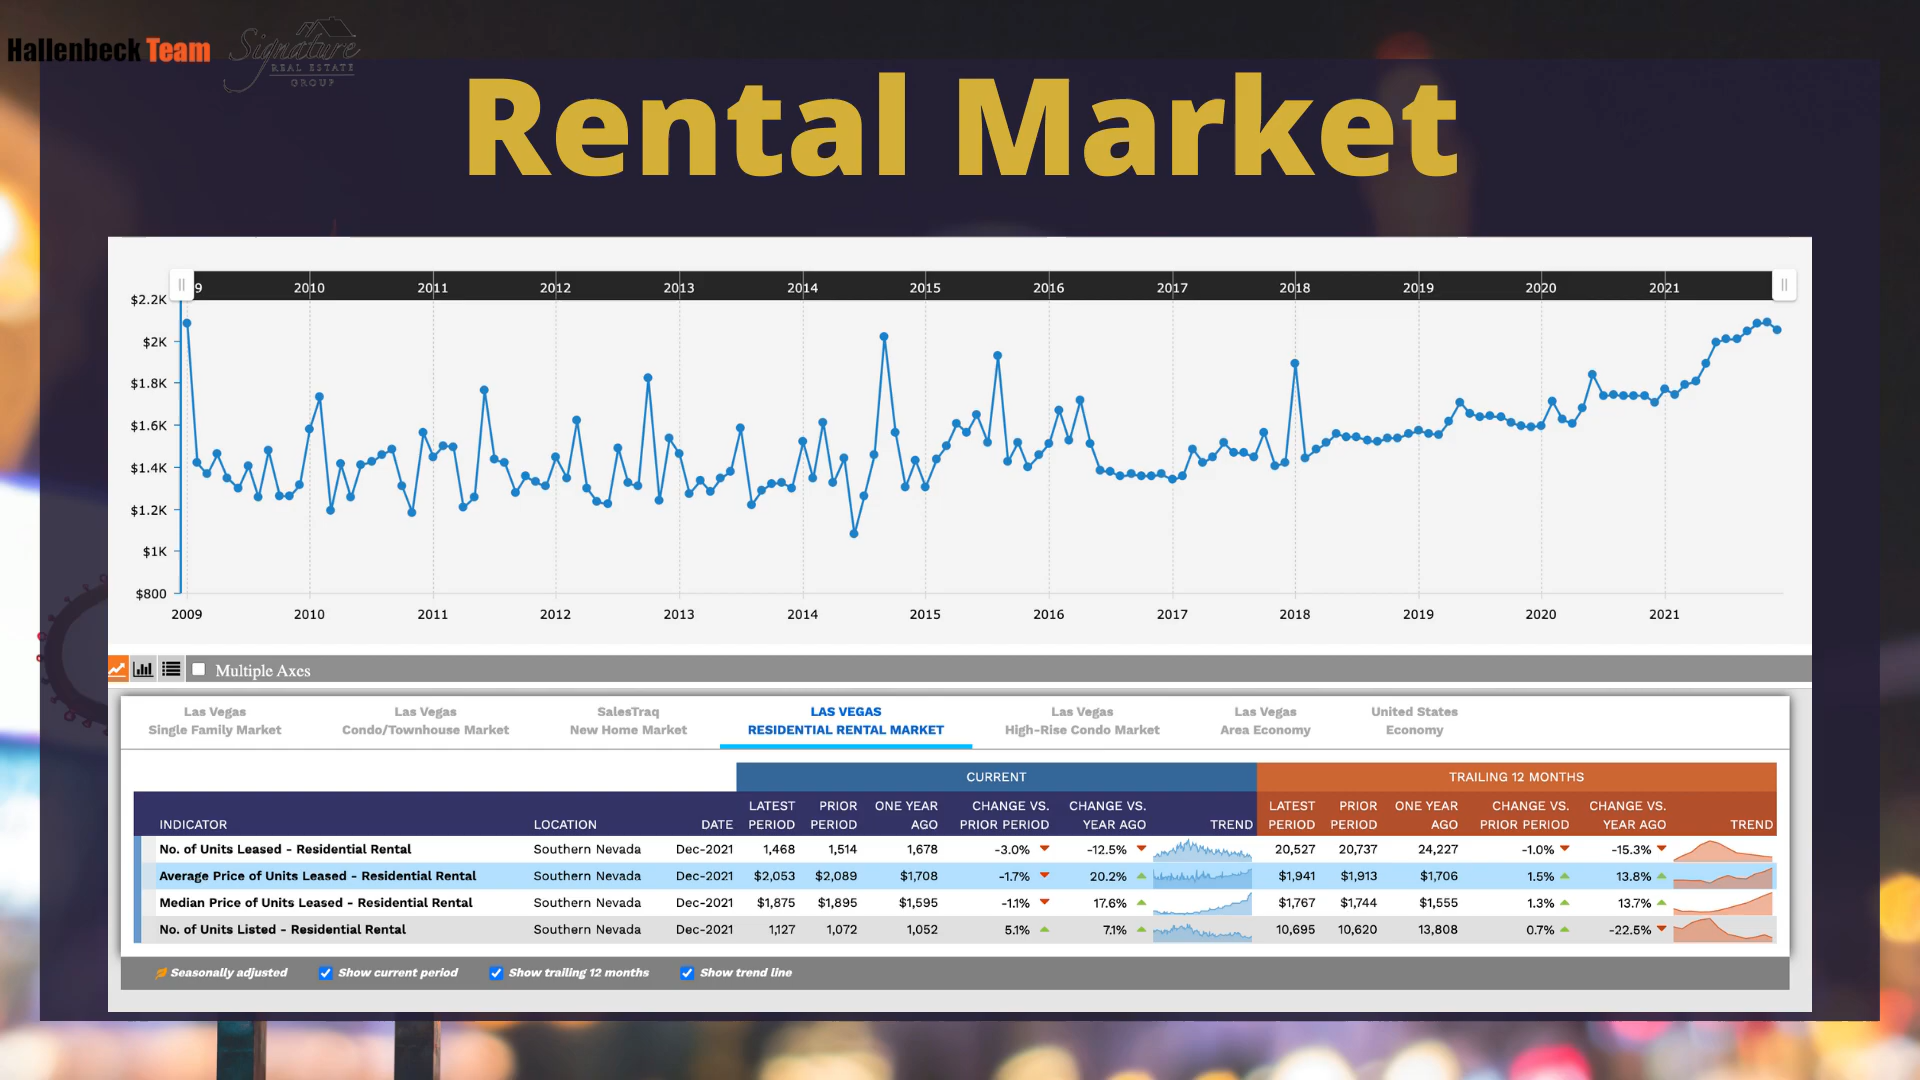 Hallenbeck Team
Signature
REAL ESTATE
GROUP
Rental Market
9 2010 2011 2012 2013 2014 2015 2016 2017 2018 2019 2020 2021
$2.2K
$2K
$1.8K
$1.6K
$1.4K
$1.2K
$1K
$800
2009 2010 2011 2012 2013 2014 2015 2016 2017 2018 2019 2020 2021
Multiple Axes
Las Vegas Las Vegas SalesTraq LAS VEGAS Las Vegas Las Vegas United States
Single Family Market Condo/Townhouse Market New Home Market RESIDENTIAL RENTAL MARKET High-Rise Condo Market Area Economy Economy
CURRENT TRAILING 12 MONTHS
LATEST PRIOR ONE YEAR CHANGE VS. CHANGE VS. LATEST PRIOR ONE YEAR CHANGE VS. CHANGE VS.
INDICATOR LOCATION DATE PERIOD PERIOD AGO PRIOR PERIOD YEAR AGO TREND PERIOD PERIOD AGO PRIOR PERIOD YEAR AGO TREND
No. of Units Leased - Residential Rental Southern Nevada Dec-2021 1,468 1,514 1,678 -3.0% -12.5% 20,527 20,737 24,227 -1.0% -15.3%
Average Price of Units Leased - Residential Rental Southern Nevada Dec-2021 $2,053 $2,089 $1,708 -1.7% 20.2% $1,941 $1,913 $1,706 1.5% 13.8%
Median Price of Units Leased - Residential Rental Southern Nevada Dec-2021 $1,875 $1,895 $1,595 -1.1% 17.6% $1,767 $1,744 $1,555 1.3% 13.7%
No. of Units Listed - Residential Rental Southern Nevada Dec-2021 1,127 1,072 1,052 5.1% 7.1% 10,695 10,620 13,808 0.7% -22.5%
Seasonally adjusted Show current period Show trailing 12 months Show trend line